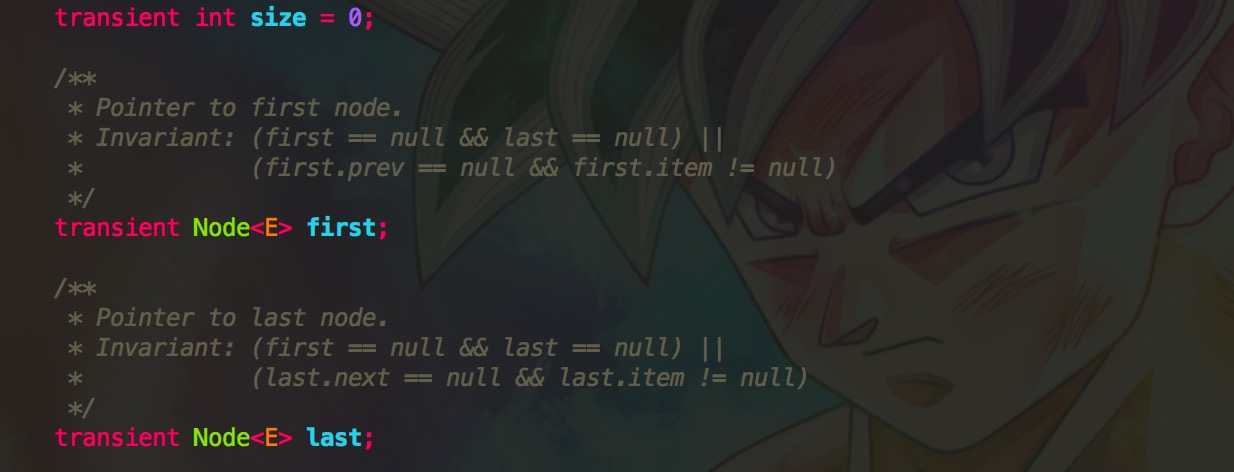 transient int size = 0;
/**
 * Pointer to first node.
 * Invariant: (first == null && last == null) ||
 *            (first.prev == null && first.item != null)
 */
transient Node<E> first;
/**
 * Pointer to last node.
 * Invariant: (first == null && last == null) ||
 *            (last.next == null && last.item != null)
 */
transient Node<E> last;